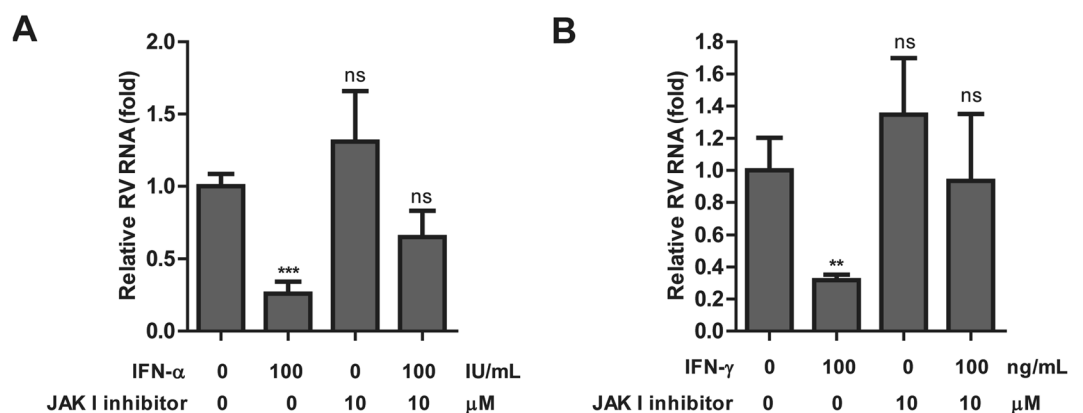 A
Relative RV RNA (fold)
2.0
1.5
1.0
0.5
0.0
***
ns
ns
IFN-α 0 100 0 100 IU/mL
JAK I inhibitor 0 0 10 10 μM
B
Relative RV RNA (fold)
1.8
1.6
1.4
1.2
1.0
0.8
0.6
0.4
0.2
0.0
**
ns
ns
IFN-γ 0 100 0 100 ng/mL
JAK I inhibitor 0 0 10 10 μM